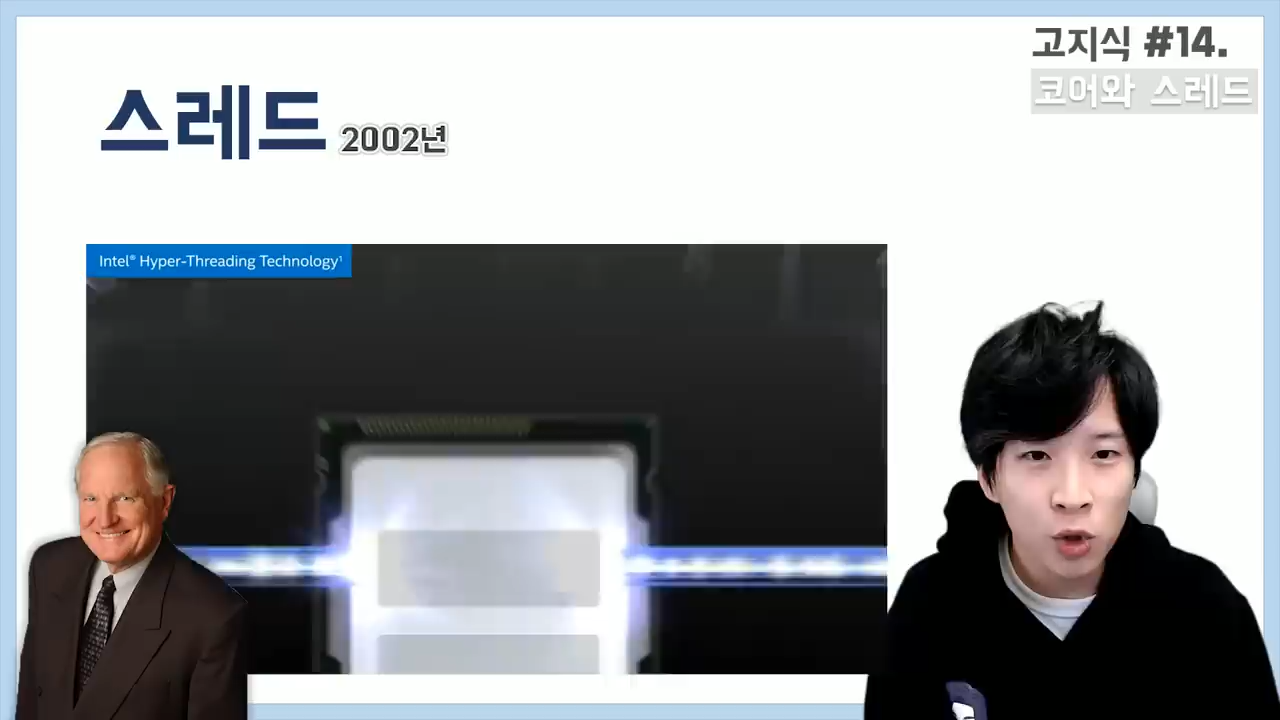 고지식 #14.
코어와 스레드
스레드 2002년
Intel® Hyper-Threading Technology¹